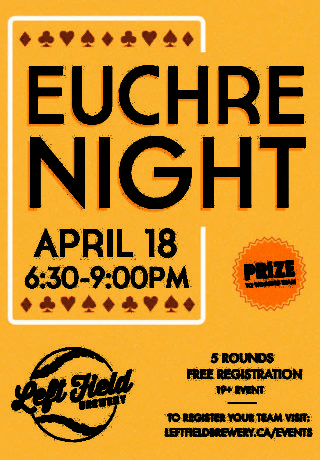 EUCHRE
NIGHT
APRIL 18
6:30-9:00PM
PRIZE
Left Field
BREWERY
5 ROUNDS
FREE REGISTRATION
19+ EVENT
TO REGISTER YOUR TEAM VISIT:
LEFTFIELDBREWERY.CA/EVENTS